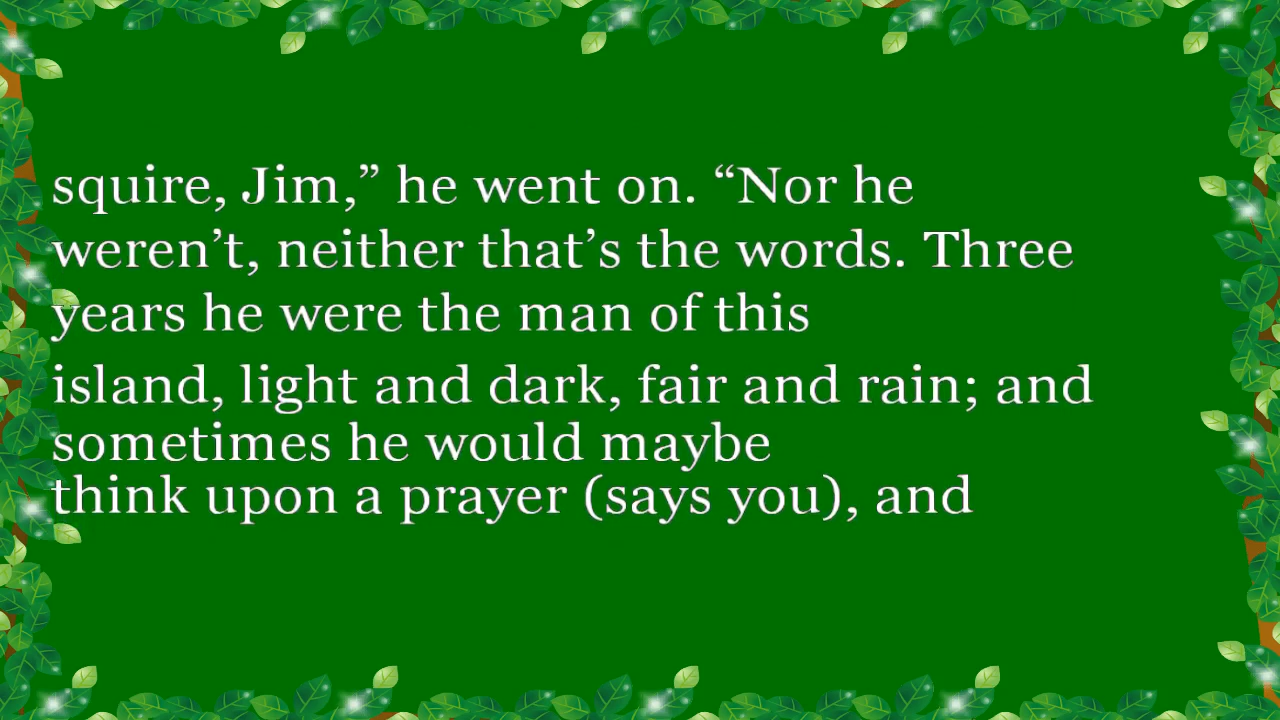 squire, Jim,” he went on. “Nor he
weren’t, neither that’s the words. Three
years he were the man of this
island, light and dark, fair and rain; and
sometimes he would maybe
think upon a prayer (says you), and